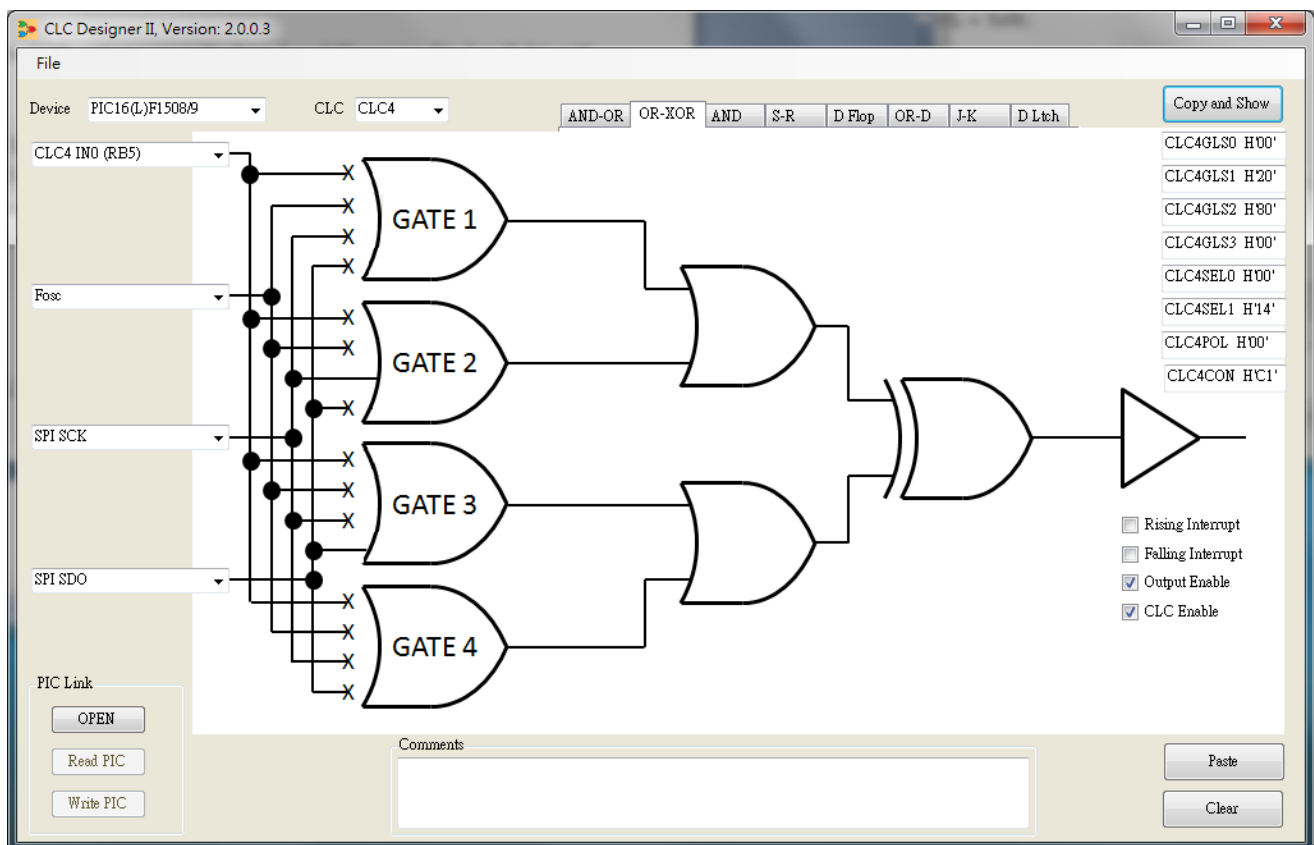 CLC Designer II, Version: 2.0.0.3
File
Device PIC16(L)F1508/9 CLC CLC4
AND-OR OR-XOR AND S-R D Flop OR-D J-K D Ltch
Copy and Show
CLC4 IN0 (RB5)
Fosc
SPI SCK
SPI SDO
X
X
X
X
GATE 1
X
X
GATE 2
X
X
X
X
GATE 3
X
X
X
X
GATE 4
CLC4GLS0 H'00'
CLC4GLS1 H'20'
CLC4GLS2 H'80'
CLC4GLS3 H'00'
CLC4SEL0 H'00'
CLC4SEL1 H'14'
CLC4POL H'00'
CLC4CON H'C1'
Rising Interrupt
Falling Interrupt
Output Enable
CLC Enable
PIC Link
OPEN
Read PIC
Write PIC
Comments
Paste
Clear